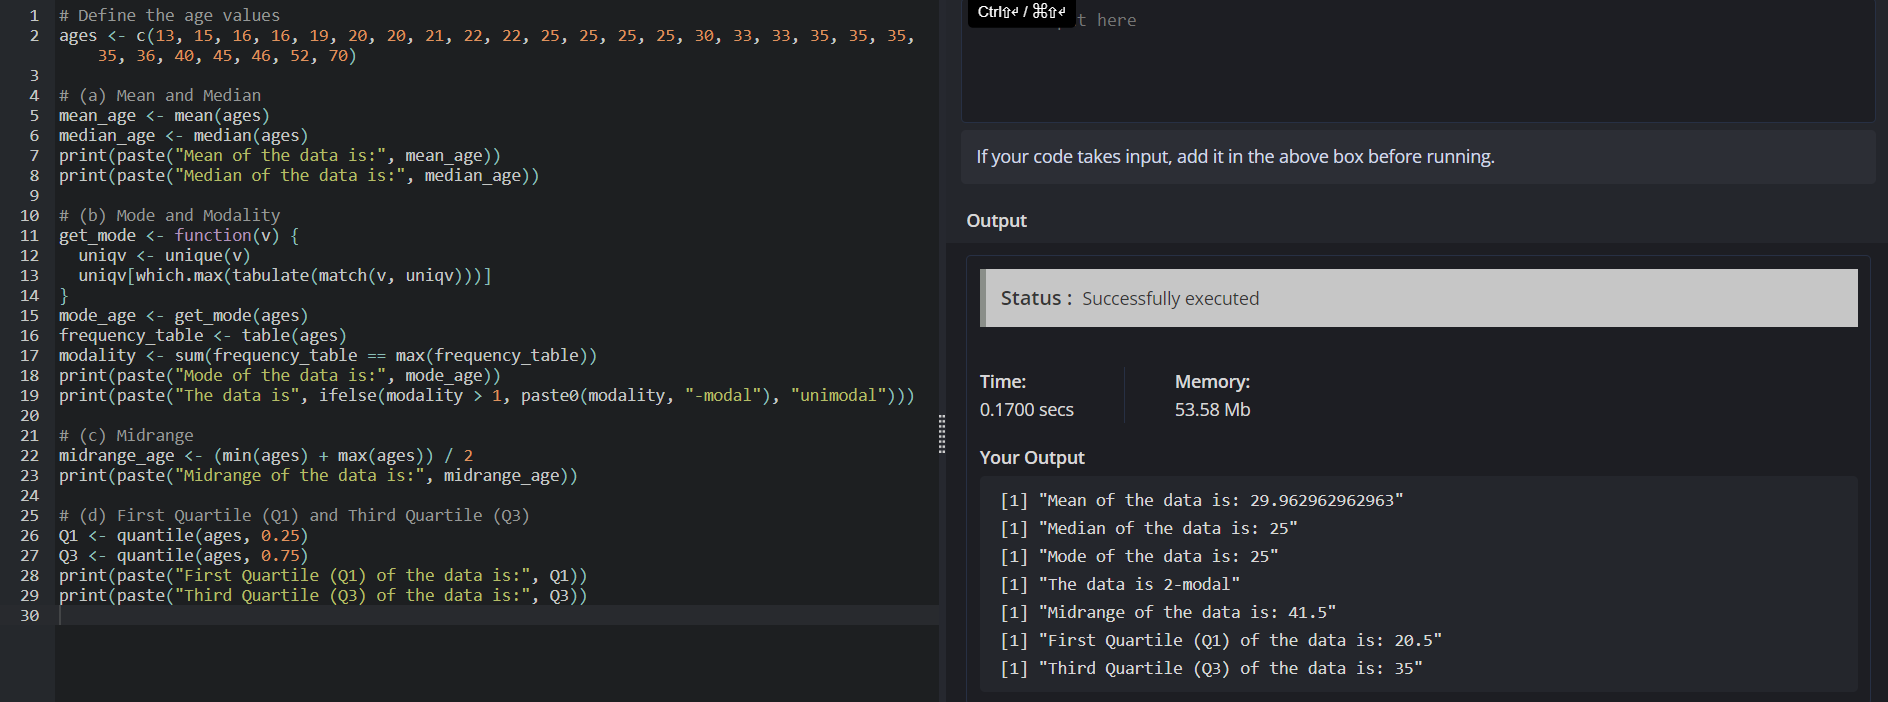 1 # Define the age values
2 ages <- c(13, 15, 16, 16, 19, 20, 20, 21, 22, 22, 25, 25, 25, 25, 30, 33, 33, 35, 35, 35,
35, 36, 40, 45, 46, 52, 70)
3
4 # (a) Mean and Median
5 mean_age <- mean(ages)
6 median_age <- median(ages)
7 print(paste("Mean of the data is:", mean_age))
8 print(paste("Median of the data is:", median_age))
9
10 # (b) Mode and Modality
11 get_mode <- function(v) {
12 uniqv <- unique(v)
13 uniqv[which.max(tabulate(match(v, uniqv)))]
14 }
15 mode_age <- get_mode(ages)
16 frequency_table <- table(ages)
17 modality <- sum(frequency_table == max(frequency_table))
18 print(paste("Mode of the data is:", mode_age))
19 print(paste("The data is", ifelse(modality > 1, paste0(modality, "-modal"), "unimodal")))
20
21 # (c) Midrange
22 midrange_age <- (min(ages) + max(ages)) / 2
23 print(paste("Midrange of the data is:", midrange_age))
24
25 # (d) First Quartile (Q1) and Third Quartile (Q3)
26 Q1 <- quantile(ages, 0.25)
27 Q3 <- quantile(ages, 0.75)
28 print(paste("First Quartile (Q1) of the data is:", Q1))
29 print(paste("Third Quartile (Q3) of the data is:", Q3))
30
Ctrl⇧⏎ / ⌘⇧⏎
here
If your code takes input, add it in the above box before running.
Output
Status : Successfully executed
Time: Memory:
0.1700 secs 53.58 Mb
Your Output
[1] "Mean of the data is: 29.962962962963"
[1] "Median of the data is: 25"
[1] "Mode of the data is: 25"
[1] "The data is 2-modal"
[1] "Midrange of the data is: 41.5"
[1] "First Quartile (Q1) of the data is: 20.5"
[1] "Third Quartile (Q3) of the data is: 35"